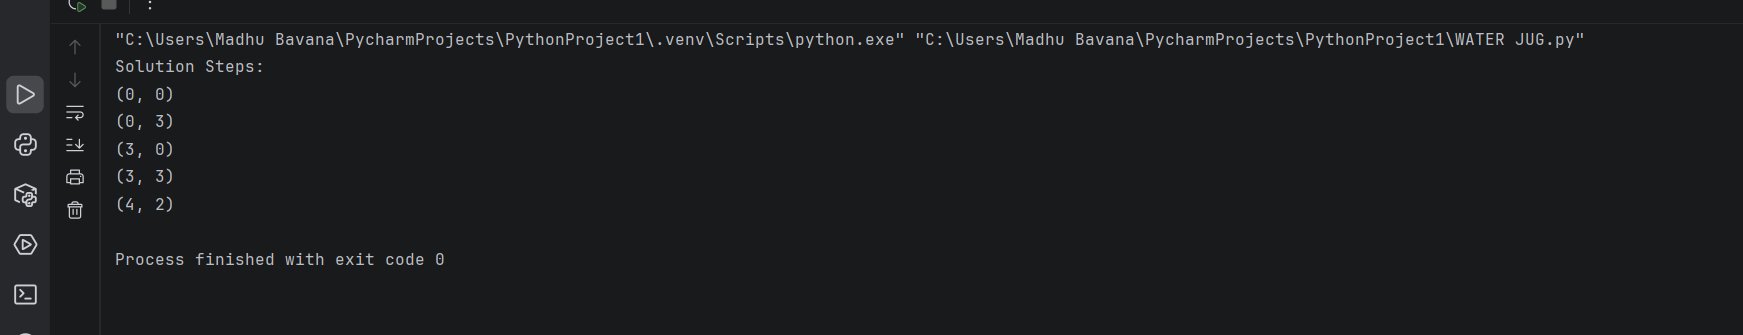 "C:\Users\Madhu Bavana\PycharmProjects\PythonProject1\.venv\Scripts\python.exe" "C:\Users\Madhu Bavana\PycharmProjects\PythonProject1\WATER JUG.py"
Solution Steps:
(0, 0)
(0, 3)
(3, 0)
(3, 3)
(4, 2)
Process finished with exit code 0